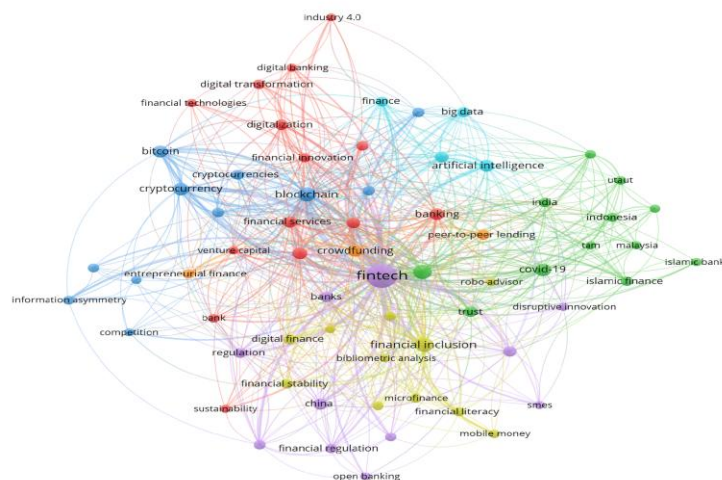 industry 4.0
digital banking
digital transformation
finance
financial technologies
big data
digitalization
bitcoin
financial innovation
artificial intelligence
cryptocurrencies
utaut
cryptocurrency
blockchain
india
banking
indonesia
financial services
peer-to-peer lending
venture capital
crowdfunding
tam
malaysia
islamic bank
entrepreneurial finance
fintech
covid-19
robo-advisor
islamic finance
information asymmetry
banks
disruptive innovation
bank
trust
competition
digital finance
financial inclusion
regulation
bibliometric analysis
financial stability
microfinance
sustainability
china
financial literacy
smes
mobile money
financial regulation
open banking